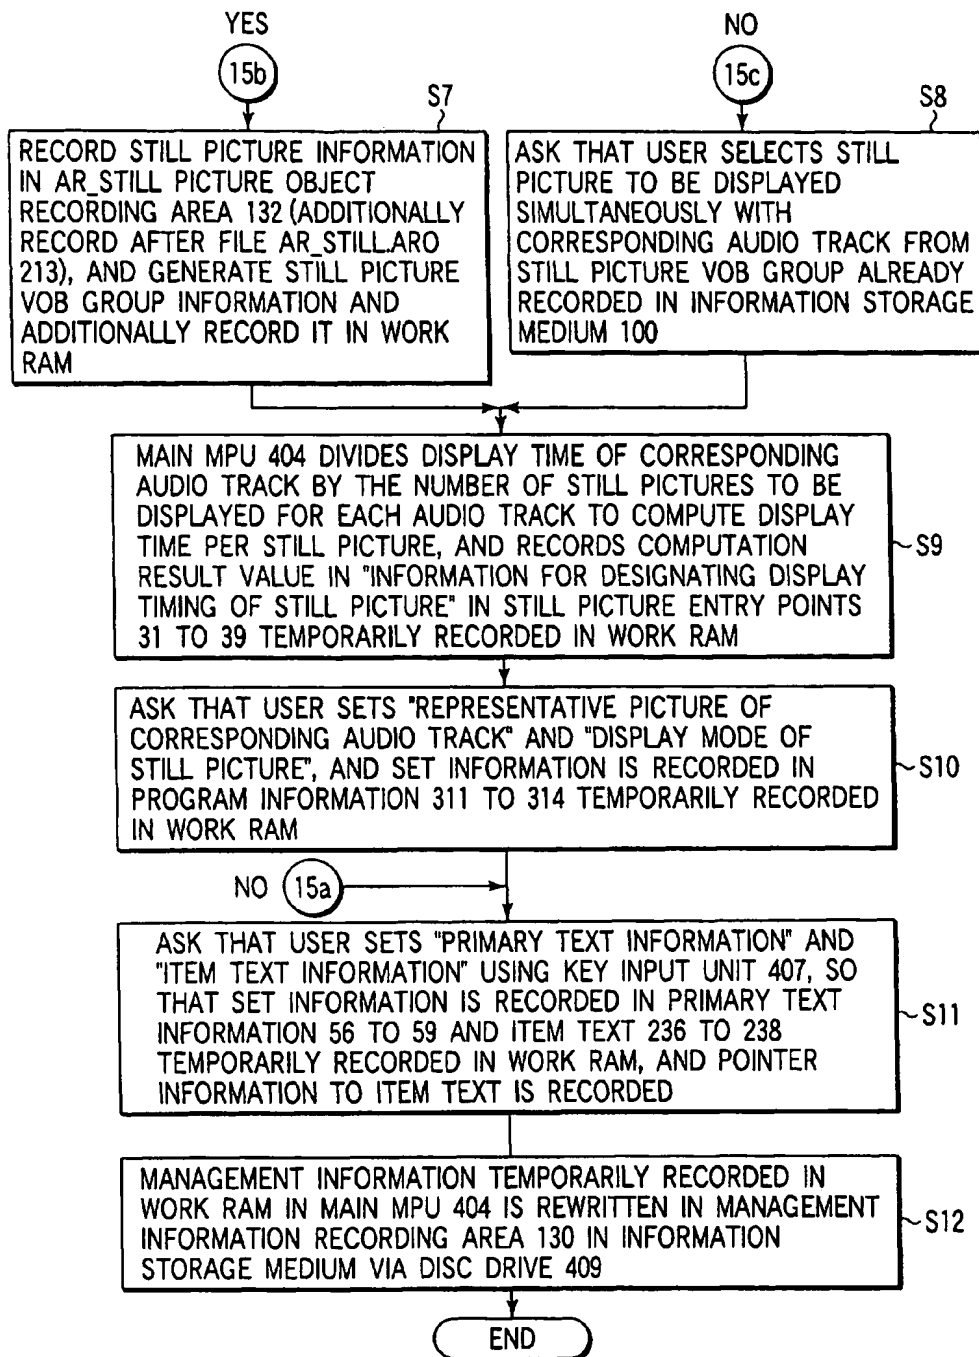 YES
15b
S7
RECORD STILL PICTURE INFORMATION
IN AR_STILL PICTURE OBJECT
RECORDING AREA 132 (ADDITIONALLY
RECORD AFTER FILE AR_STILL.ARO
213), AND GENERATE STILL PICTURE
VOB GROUP INFORMATION AND
ADDITIONALLY RECORD IT IN WORK
RAM
NO
15c
S8
ASK THAT USER SELECTS STILL
PICTURE TO BE DISPLAYED
SIMULTANEOUSLY WITH
CORRESPONDING AUDIO TRACK FROM
STILL PICTURE VOB GROUP ALREADY
RECORDED IN INFORMATION STORAGE
MEDIUM 100
MAIN MPU 404 DIVIDES DISPLAY TIME OF CORRESPONDING
AUDIO TRACK BY THE NUMBER OF STILL PICTURES TO BE
DISPLAYED FOR EACH AUDIO TRACK TO COMPUTE DISPLAY
TIME PER STILL PICTURE, AND RECORDS COMPUTATION
RESULT VALUE IN "INFORMATION FOR DESIGNATING DISPLAY
TIMING OF STILL PICTURE" IN STILL PICTURE ENTRY POINTS
31 TO 39 TEMPORARILY RECORDED IN WORK RAM
S9
ASK THAT USER SETS "REPRESENTATIVE PICTURE OF
CORRESPONDING AUDIO TRACK" AND "DISPLAY MODE OF
STILL PICTURE", AND SET INFORMATION IS RECORDED IN
PROGRAM INFORMATION 311 TO 314 TEMPORARILY RECORDED
IN WORK RAM
S10
NO 15a
ASK THAT USER SETS "PRIMARY TEXT INFORMATION" AND
"ITEM TEXT INFORMATION" USING KEY INPUT UNIT 407, SO
THAT SET INFORMATION IS RECORDED IN PRIMARY TEXT
INFORMATION 56 TO 59 AND ITEM TEXT 236 TO 238
TEMPORARILY RECORDED IN WORK RAM, AND POINTER
INFORMATION TO ITEM TEXT IS RECORDED
S11
MANAGEMENT INFORMATION TEMPORARILY RECORDED IN
WORK RAM IN MAIN MPU 404 IS REWRITTEN IN MANAGEMENT
INFORMATION RECORDING AREA 130 IN INFORMATION
STORAGE MEDIUM VIA DISC DRIVE 409
S12
END